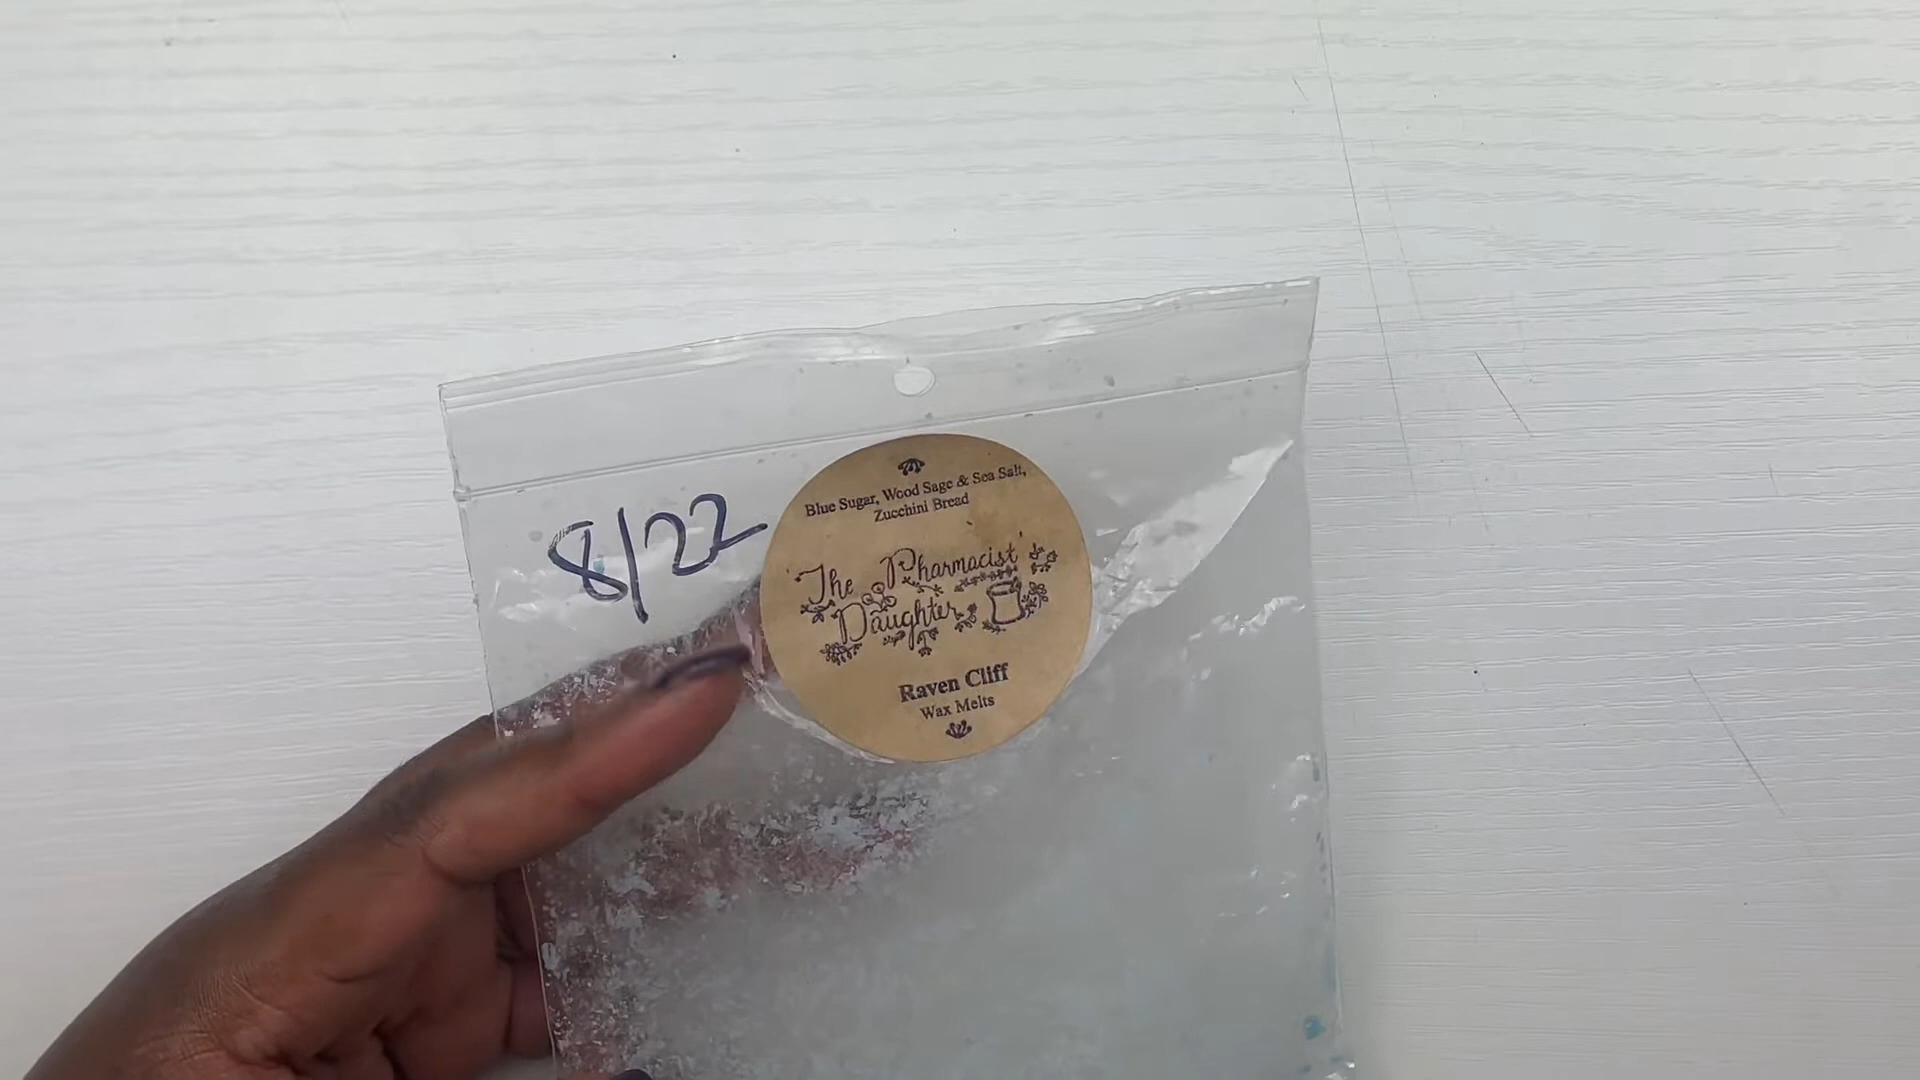 8/22
Blue Sugar, Wood Sage & Sea Salt,
Zucchini Bread
The Pharmacist'
Daughter
Raven Cliff
Wax Melts